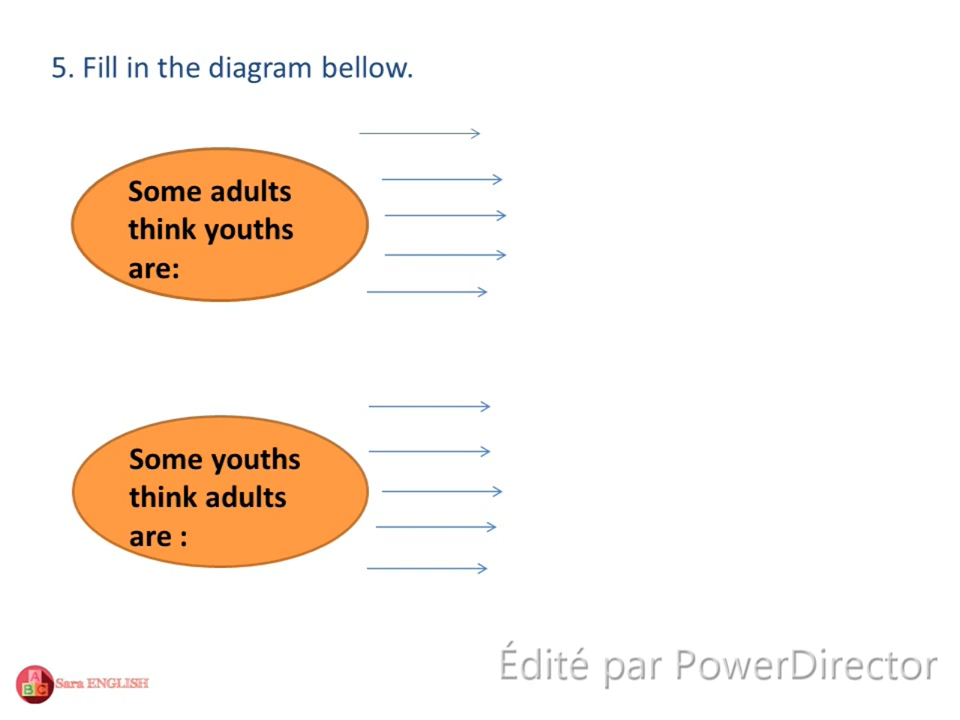 5. Fill in the diagram bellow.
Some adults
think youths
are:
Some youths
think adults
are :
Édité par PowerDirector
ABC
Sara ENGLISH